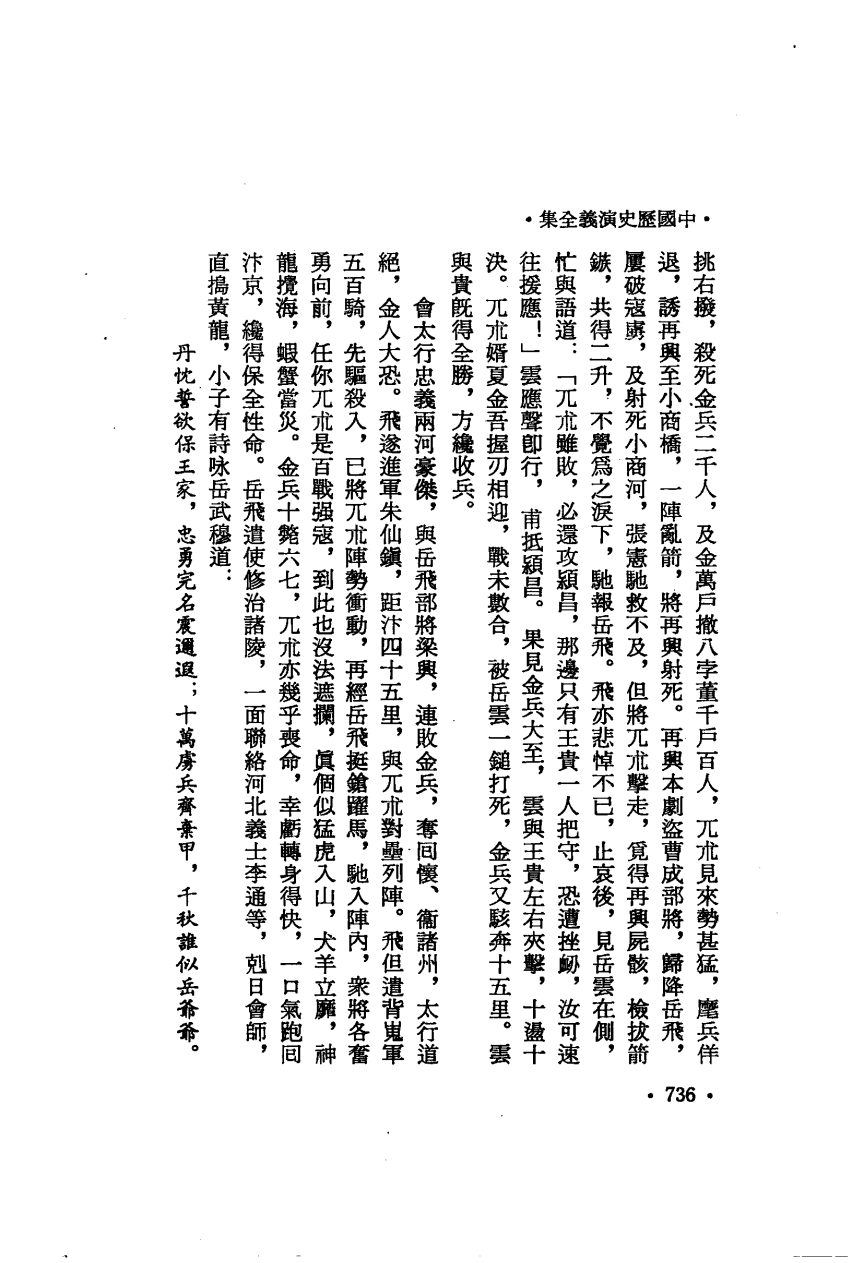 •中國歷史演義全集•
挑右撥，殺死金兵二千人，及金萬戶撤八孛董千戶百人，兀朮見來勢甚猛，麾兵佯
退，誘再興至小商橋，一陣亂箭，將再興射死。再興本劇盜曹成部將，歸降岳飛，
屢破寇虜，及射死小商河，張憲馳救不及，但將兀朮擊走，覓得再興屍骸，檢拔箭
鏃，共得二升，不覺爲之淚下，馳報岳飛。飛亦悲悼不已，止哀後，見岳雲在側，
忙與語道：「兀朮雖敗，必還攻潁昌，那邊只有王貴一人把守，恐遭挫衂，汝可速
往援應！」雲應聲卽行，甫抵潁昌。果見金兵大至，雲與王貴左右夾擊，十盪十
決。兀朮婿夏金吾握刃相迎，戰未數合，被岳雲一鎚打死，金兵又駭奔十五里。雲
與貴旣得全勝，方纔收兵。
會太行忠義兩河豪傑，與岳飛部將梁興，連敗金兵，奪囘懷、衞諸州，太行道
絕，金人大恐。飛遂進軍朱仙鎮，距汴四十五里，與兀朮對壘列陣。飛但遣背嵬軍
五百騎，先驅殺入，已將兀朮陣勢衝動，再經岳飛挺鎗躍馬，馳入陣內，衆將各奮
勇向前，任你兀朮是百戰强寇，到此也沒法遮攔，眞個似猛虎入山，犬羊立靡，神
龍攪海，蝦蟹當災。金兵十斃六七，兀朮亦幾乎喪命，幸虧轉身得快，一口氣跑囘
汴京，纔得保全性命。岳飛遣使修治諸陵，一面聯絡河北義士李通等，剋日會師，
直搗黃龍，小子有詩咏岳武穆道：
丹忱誓欲保王家，忠勇完名震邇遐；十萬虜兵齊棄甲，千秋誰似岳爺爺。
•736•